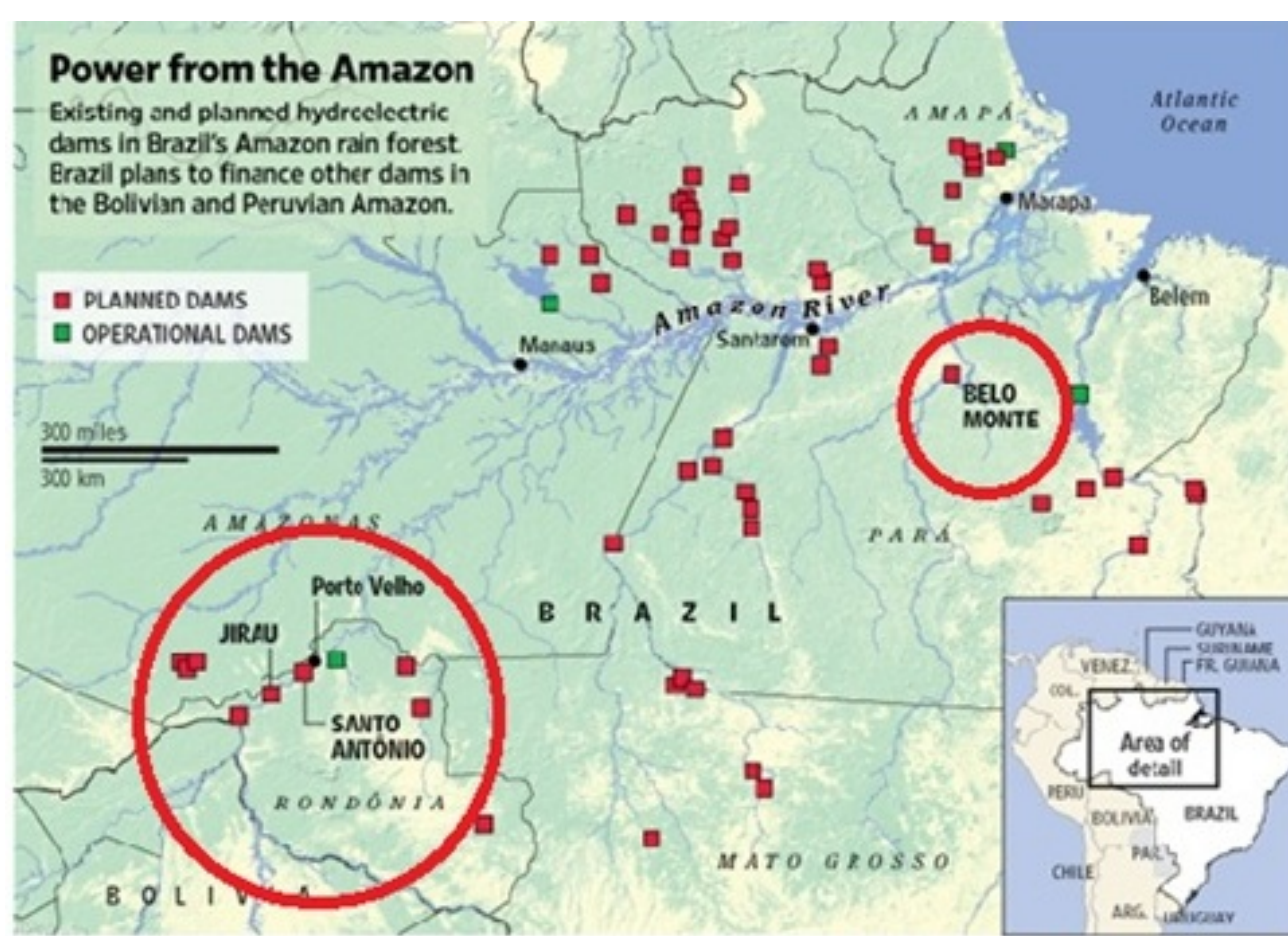 Power from the Amazon
Existing and planned hydroelectric
dams in Brazil's Amazon rain forest.
Brazil plans to finance other dams in
the Bolivian and Peruvian Amazon.
PLANNED DAMS
OPERATIONAL DAMS
300 miles
300 km
Atlantic
Ocean
AMAPÁ
Macapa
Belem
Amazon River
Santarem
Manaus
BELO
MONTE
AMAZONAS
PARÁ
Porto Velho
BRAZIL
JIRAU
SANTO
ANTÔNIO
RONDÔNIA
MATO GROSSO
BOLIVIA
GUYANA
SURINAME
FR. GUIANA
VENEZ.
COL.
Area of
detail
PERU
BOLIVIA
BRAZIL
PAR.
CHILE
ARG.
URUGUAY